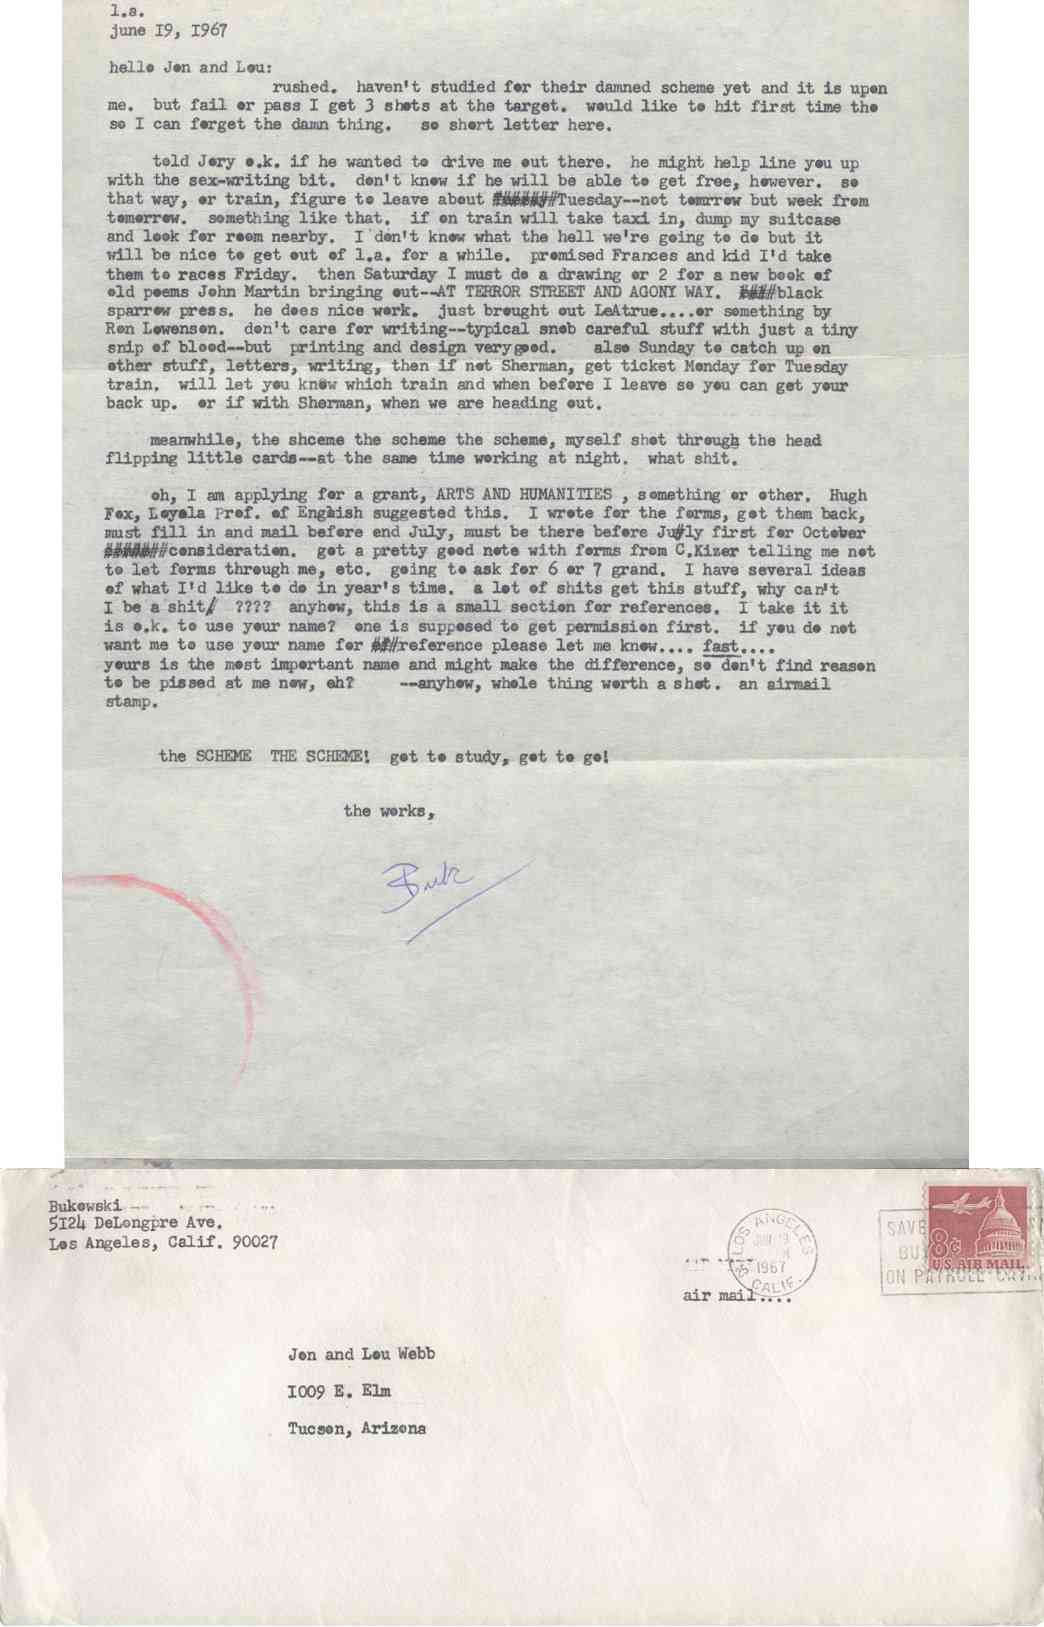 l.a.
june I9, I967
hello Jon and Lou:
rushed. haven't studied for their damned scheme yet and it is upon
me. but fail or pass I get 3 shots at the target. would like to hit first time tho
so I can forget the damn thing. so short letter here.
told Jory o.k. if he wanted to drive me out there. he might help line you up
with the sex-writing bit. don't know if he will be able to get free, however. so
that way, or train, figure to leave about Tuesday--not tomrrow but week from
tomorrow. something like that. if on train will take taxi in, dump my suitcase
and look for room nearby. I don't know what the hell we're going to do but it
will be nice to get out of l.a. for a while. promised Frances and kid I'd take
them to races Friday. then Saturday I must do a drawing or 2 for a new book of
old poems John Martin bringing out--AT TERROR STREET AND AGONY WAY. black
sparrow press. he does nice work. just brought out LeAtrue....or something by
Ron Lowenson. don't care for writing--typical snob careful stuff with just a tiny
snip of blood--but printing and design verygood. also Sunday to catch up on
other stuff, letters, writing, then if not Sherman, get ticket Monday for Tuesday
train. will let you know which train and when before I leave so you can get your
back up. or if with Sherman, when we are heading out.
meanwhile, the shceme the scheme the scheme, myself shot through the head
flipping little cards--at the same time working at night. what shit.
oh, I am applying for a grant, ARTS AND HUMANITIES , something or other. Hugh
Fox, Loyola Prof. of English suggested this. I wrote for the forms, got them back,
must fill in and mail before end July, must be there before July first for October
consideration. got a pretty good note with forms from C.Kizer telling me not
to let forms through me, etc. going to ask for 6 or 7 grand. I have several ideas
of what I'd like to do in year's time. a lot of shits get this stuff, why can't
I be a shit/ ???? anyhow, this is a small section for references. I take it it
is o.k. to use your name? one is supposed to get permission first. if you do not
want me to use your name for reference please let me know.... fast....
yours is the most important name and might make the difference, so don't find reason
to be pissed at me now, eh? --anyhow, whole thing worth a shot. an airmail
stamp.
the SCHEME THE SCHEME! got to study, got to go!
the works,
Buk
Bukowski
5I24 DeLongpre Ave.
Los Angeles, Calif. 90027
LOS ANGELES
JUN 19
1967
CALIF.
SAVE
BUY
ON PAYROLL SAVINGS
8¢
U.S. AIR MAIL
air mail....
Jon and Lou Webb
I009 E. Elm
Tucson, Arizona